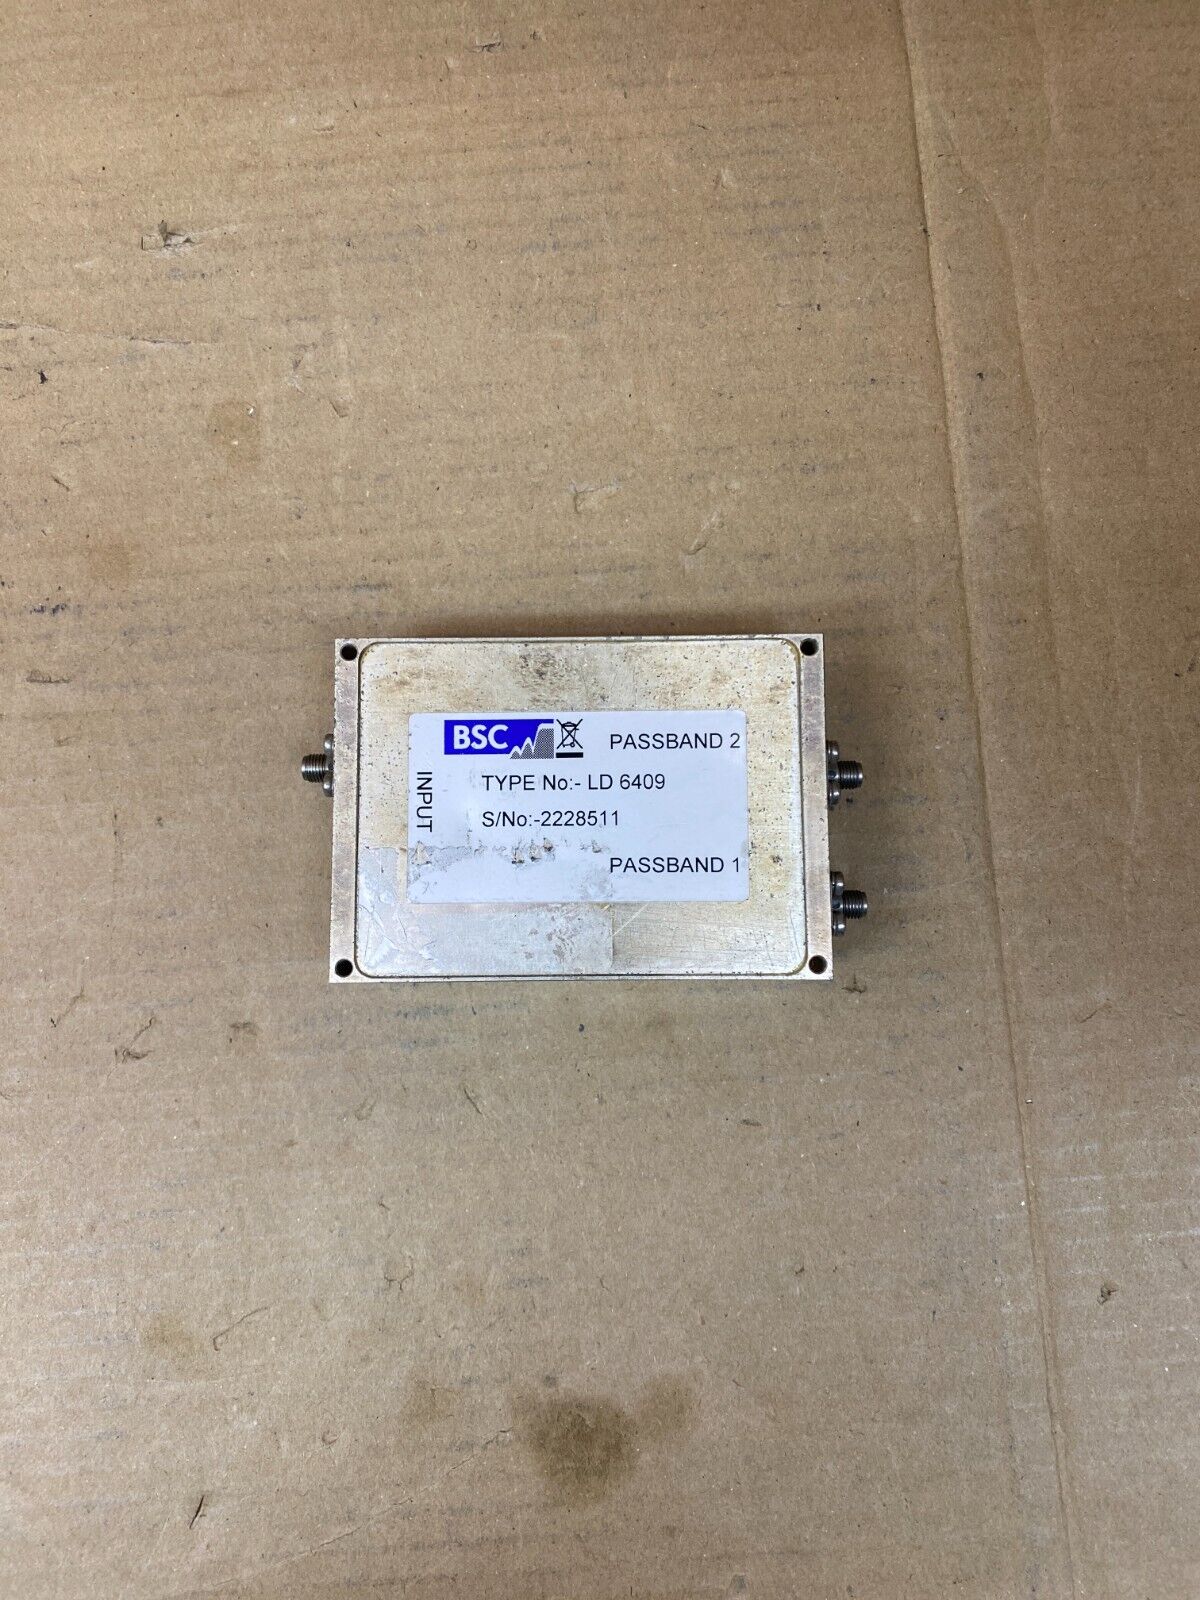 BSC
PASSBAND 2
INPUT
TYPE No:- LD 6409
S/No:-2228511
PASSBAND 1